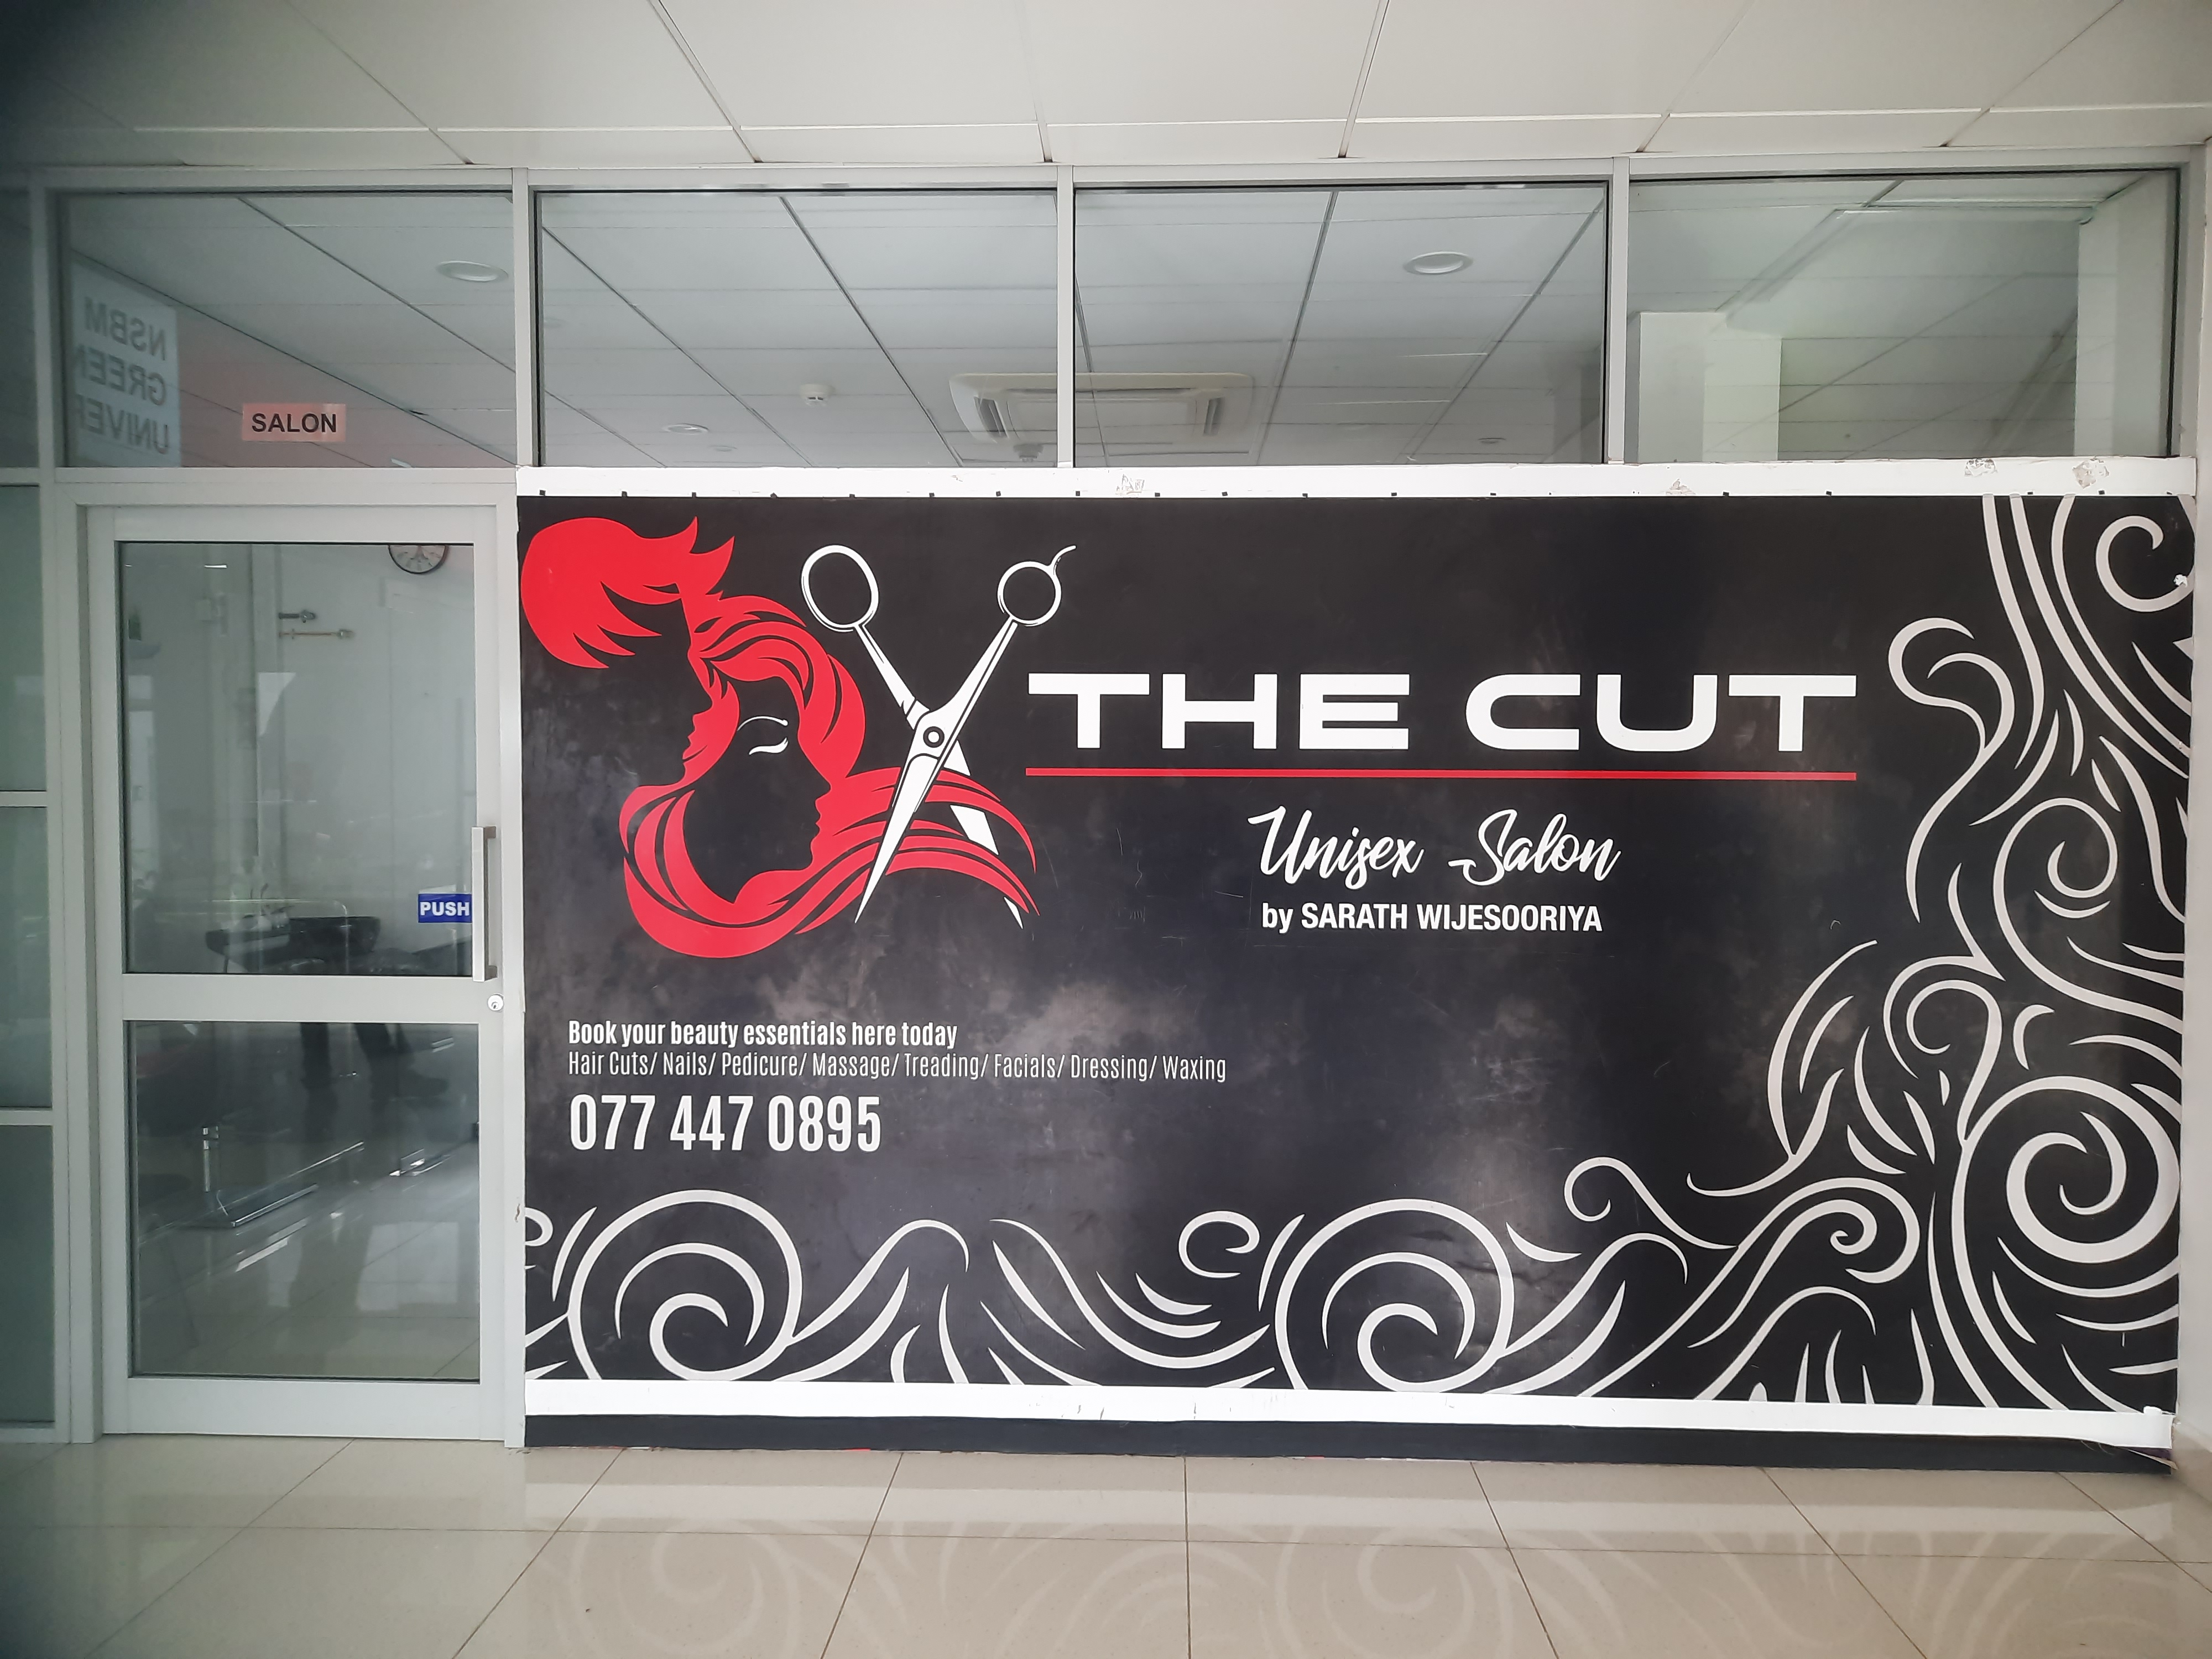 NSBM
GREEN
UNIVER
SALON
PUSH
THE CUT
Unisex Salon
by SARATH WIJESOORIYA
Book your beauty essentials here today
Hair Cuts/ Nails/ Pedicure/ Massage/ Treading/ Facials/ Dressing/ Waxing
077 447 0895